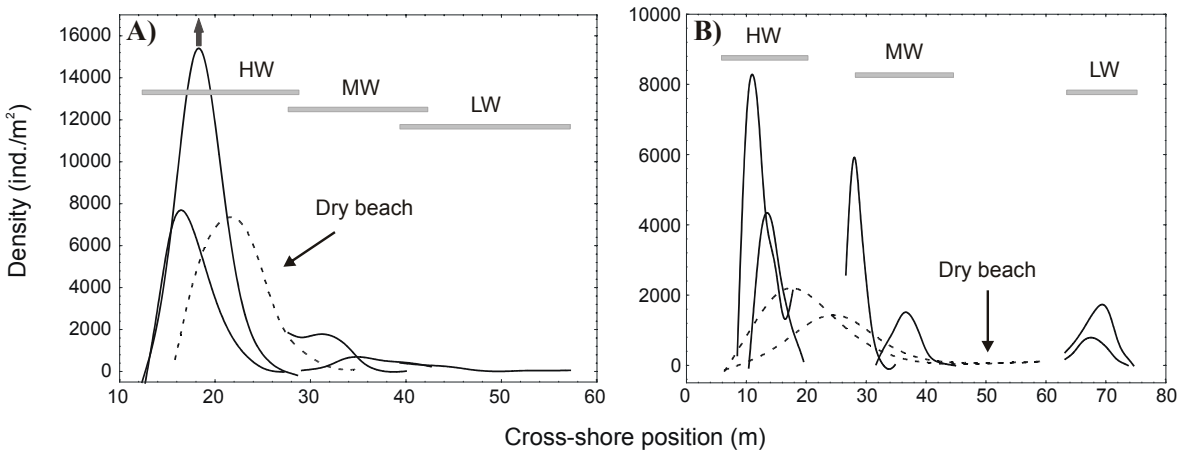 A)
HW
MW
LW
Dry beach
16000
14000
12000
10000
8000
6000
4000
2000
0
10 20 30 40 50 60
Density (ind./m²)
B)
HW
MW
LW
Dry beach
10000
8000
6000
4000
2000
0
0 10 20 30 40 50 60 70 80
Cross-shore position (m)